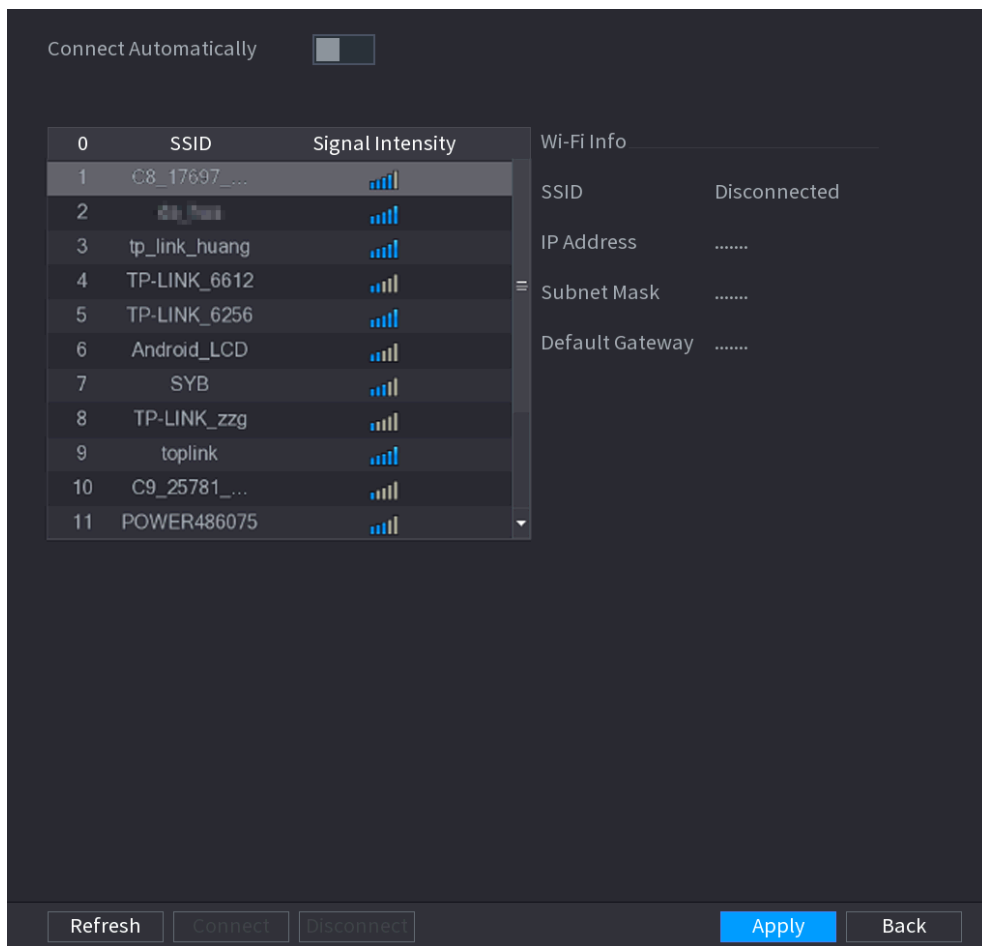 Connect Automatically
0 SSID Signal Intensity
1 C8_17697_...
2
3 tp_link_huang
4 TP-LINK_6612
5 TP-LINK_6256
6 Android_LCD
7 SYB
8 TP-LINK_zzg
9 toplink
10 C9_25781_...
11 POWER486075
Wi-Fi Info
SSID Disconnected
IP Address .......
Subnet Mask .......
Default Gateway .......
Refresh Connect Disconnect Apply Back